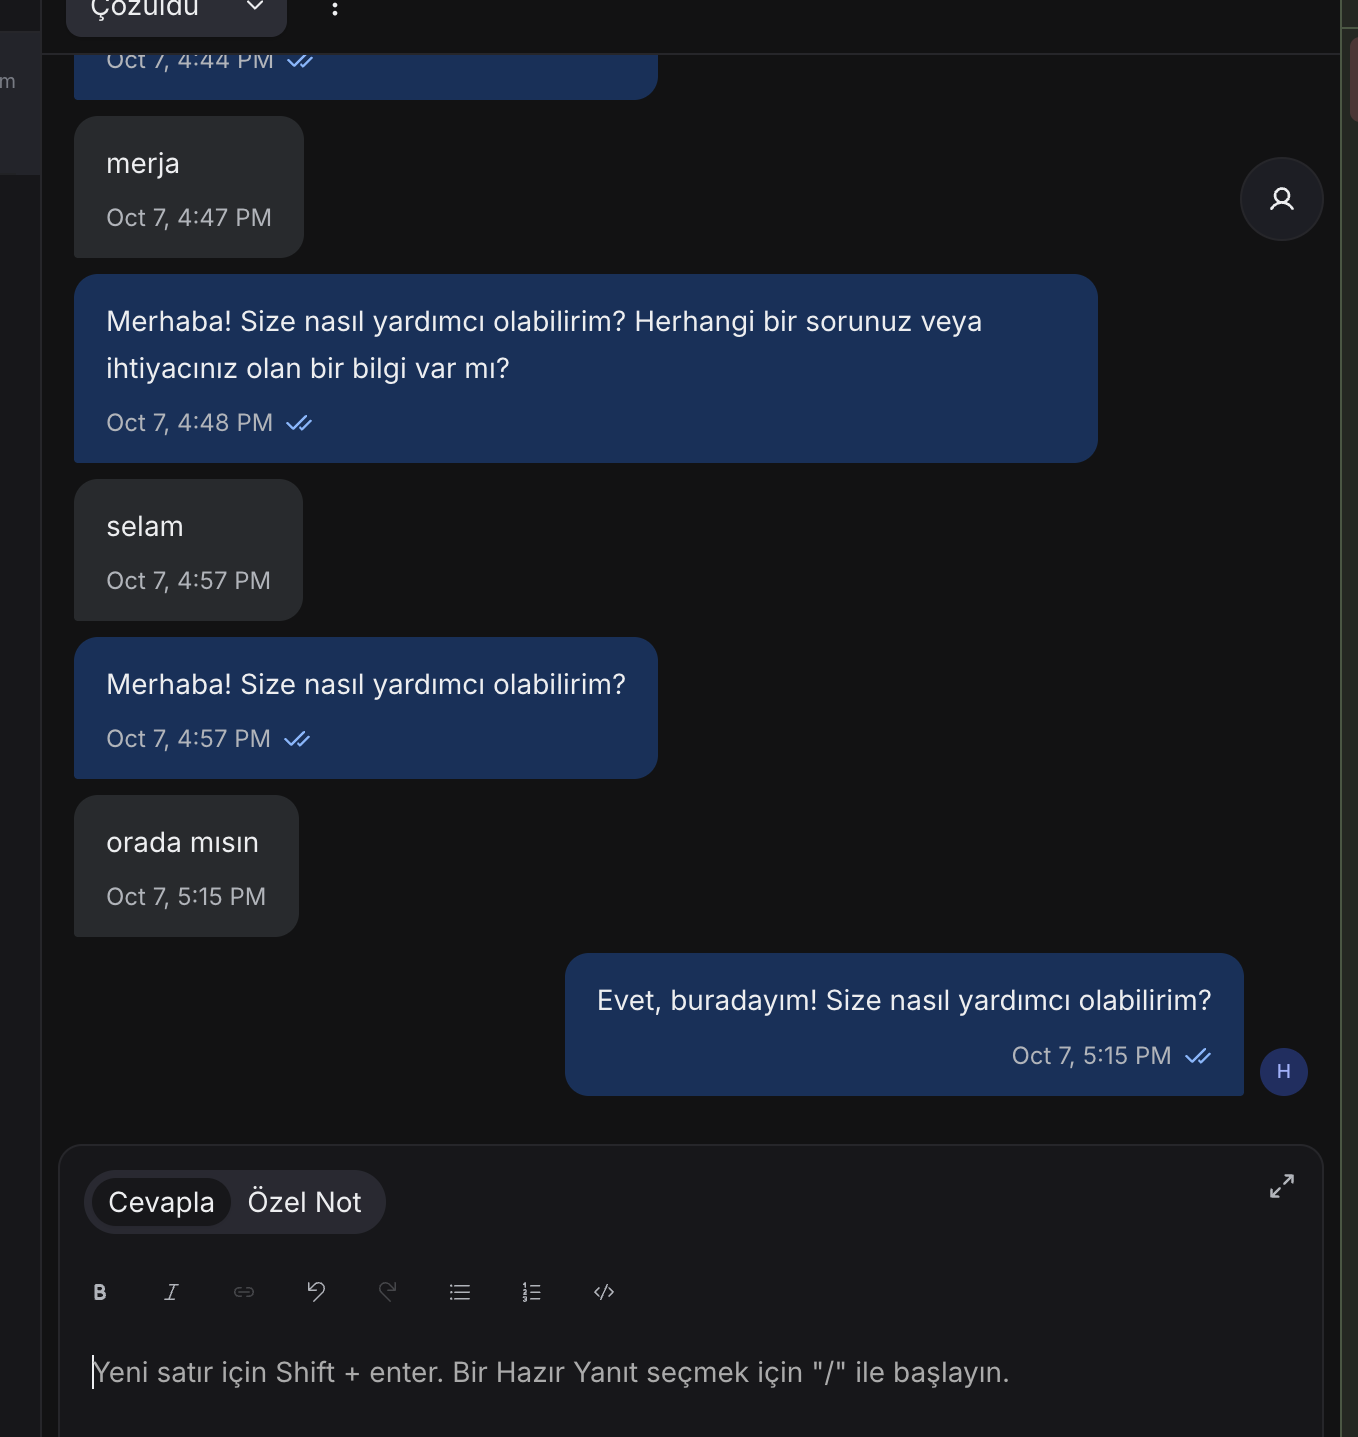 Çözüldü
m
Oct 7, 4:44 PM
merja
Oct 7, 4:47 PM
Merhaba! Size nasıl yardımcı olabilirim? Herhangi bir sorunuz veya
ihtiyacınız olan bir bilgi var mı?
Oct 7, 4:48 PM
selam
Oct 7, 4:57 PM
Merhaba! Size nasıl yardımcı olabilirim?
Oct 7, 4:57 PM
orada mısın
Oct 7, 5:15 PM
Evet, buradayım! Size nasıl yardımcı olabilirim?
Oct 7, 5:15 PM
H
Cevapla Özel Not
B I
Yeni satır için Shift + enter. Bir Hazır Yanıt seçmek için "/" ile başlayın.